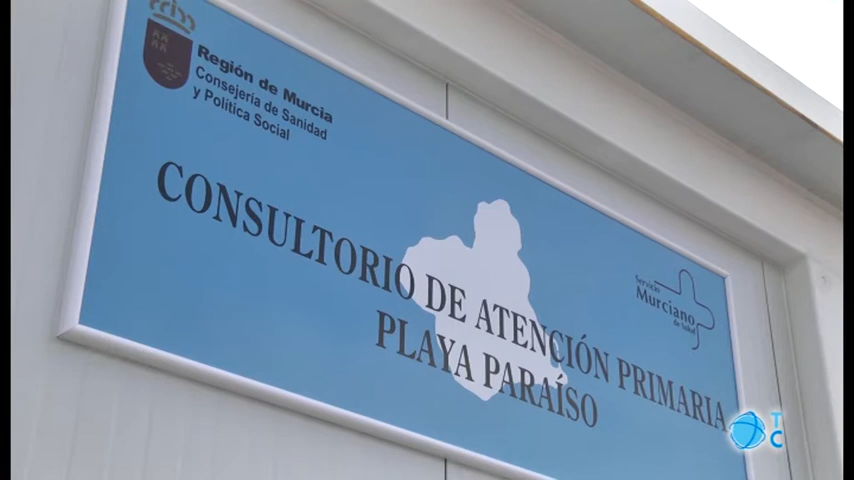 Región de Murcia
Consejería de Sanidad
y Política Social
CONSULTORIO DE ATENCIÓN PRIMARIA
PLAYA PARAÍSO
Servicio
Murciano
de Salud
T
C